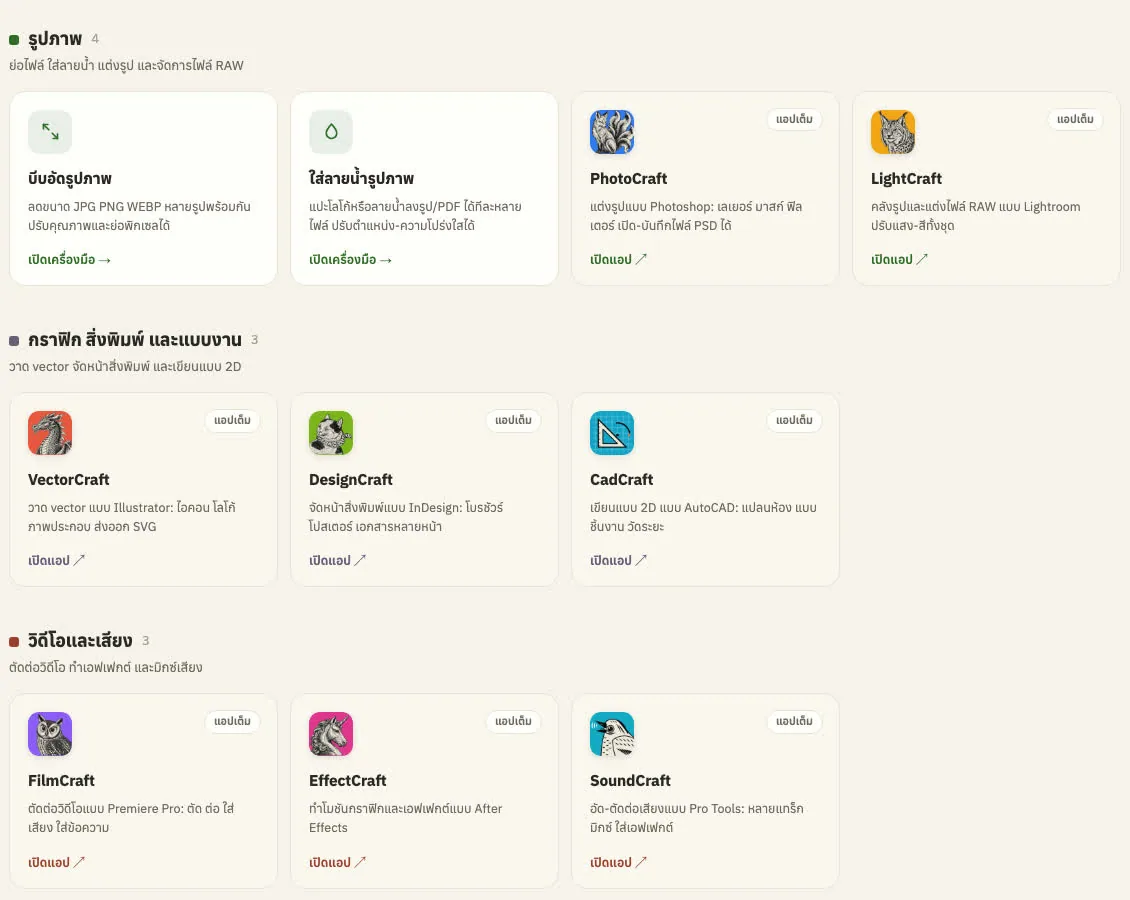 รูปภาพ 4
ย่อไฟล์ ใส่ลายน้ำ แต่งรูป และจัดการไฟล์ RAW
บีบอัดรูปภาพ
ลดขนาด JPG PNG WEBP หลายรูปพร้อมกัน
ปรับคุณภาพและย่อพิกเซลได้
เปิดเครื่องมือ →
ใส่ลายน้ำรูปภาพ
แปะโลโก้หรือลายน้ำลงรูป/PDF ได้ทีละหลาย
ไฟล์ ปรับตำแหน่ง-ความโปร่งใสได้
เปิดเครื่องมือ →
แอปเต็ม
PhotoCraft
แต่งรูปแบบ Photoshop: เลเยอร์ มาสก์ ฟิล
เตอร์ เปิด-บันทึกไฟล์ PSD ได้
เปิดแอป ↗
แอปเต็ม
LightCraft
คลังรูปและแต่งไฟล์ RAW แบบ Lightroom
ปรับแสง-สีทั้งชุด
เปิดแอป ↗
กราฟิก สิ่งพิมพ์ และแบบงาน 3
วาด vector จัดหน้าสิ่งพิมพ์ และเขียนแบบ 2D
แอปเต็ม
VectorCraft
วาด vector แบบ Illustrator: ไอคอน โลโก้
ภาพประกอบ ส่งออก SVG
เปิดแอป ↗
แอปเต็ม
DesignCraft
จัดหน้าสิ่งพิมพ์แบบ InDesign: โบรชัวร์
โปสเตอร์ เอกสารหลายหน้า
เปิดแอป ↗
แอปเต็ม
CadCraft
เขียนแบบ 2D แบบ AutoCAD: แปลนห้อง แบบ
ชิ้นงาน วัดระยะ
เปิดแอป ↗
วิดีโอและเสียง 3
ตัดต่อวิดีโอ ทำเอฟเฟกต์ และมิกซ์เสียง
แอปเต็ม
FilmCraft
ตัดต่อวิดีโอแบบ Premiere Pro: ตัด ต่อ ใส่
เสียง ใส่ข้อความ
เปิดแอป ↗
แอปเต็ม
EffectCraft
ทำโมชันกราฟิกและเอฟเฟกต์แบบ After
Effects
เปิดแอป ↗
แอปเต็ม
SoundCraft
อัด-ตัดต่อเสียงแบบ Pro Tools: หลายแทร็ก
มิกซ์ ใส่เอฟเฟกต์
เปิดแอป ↗